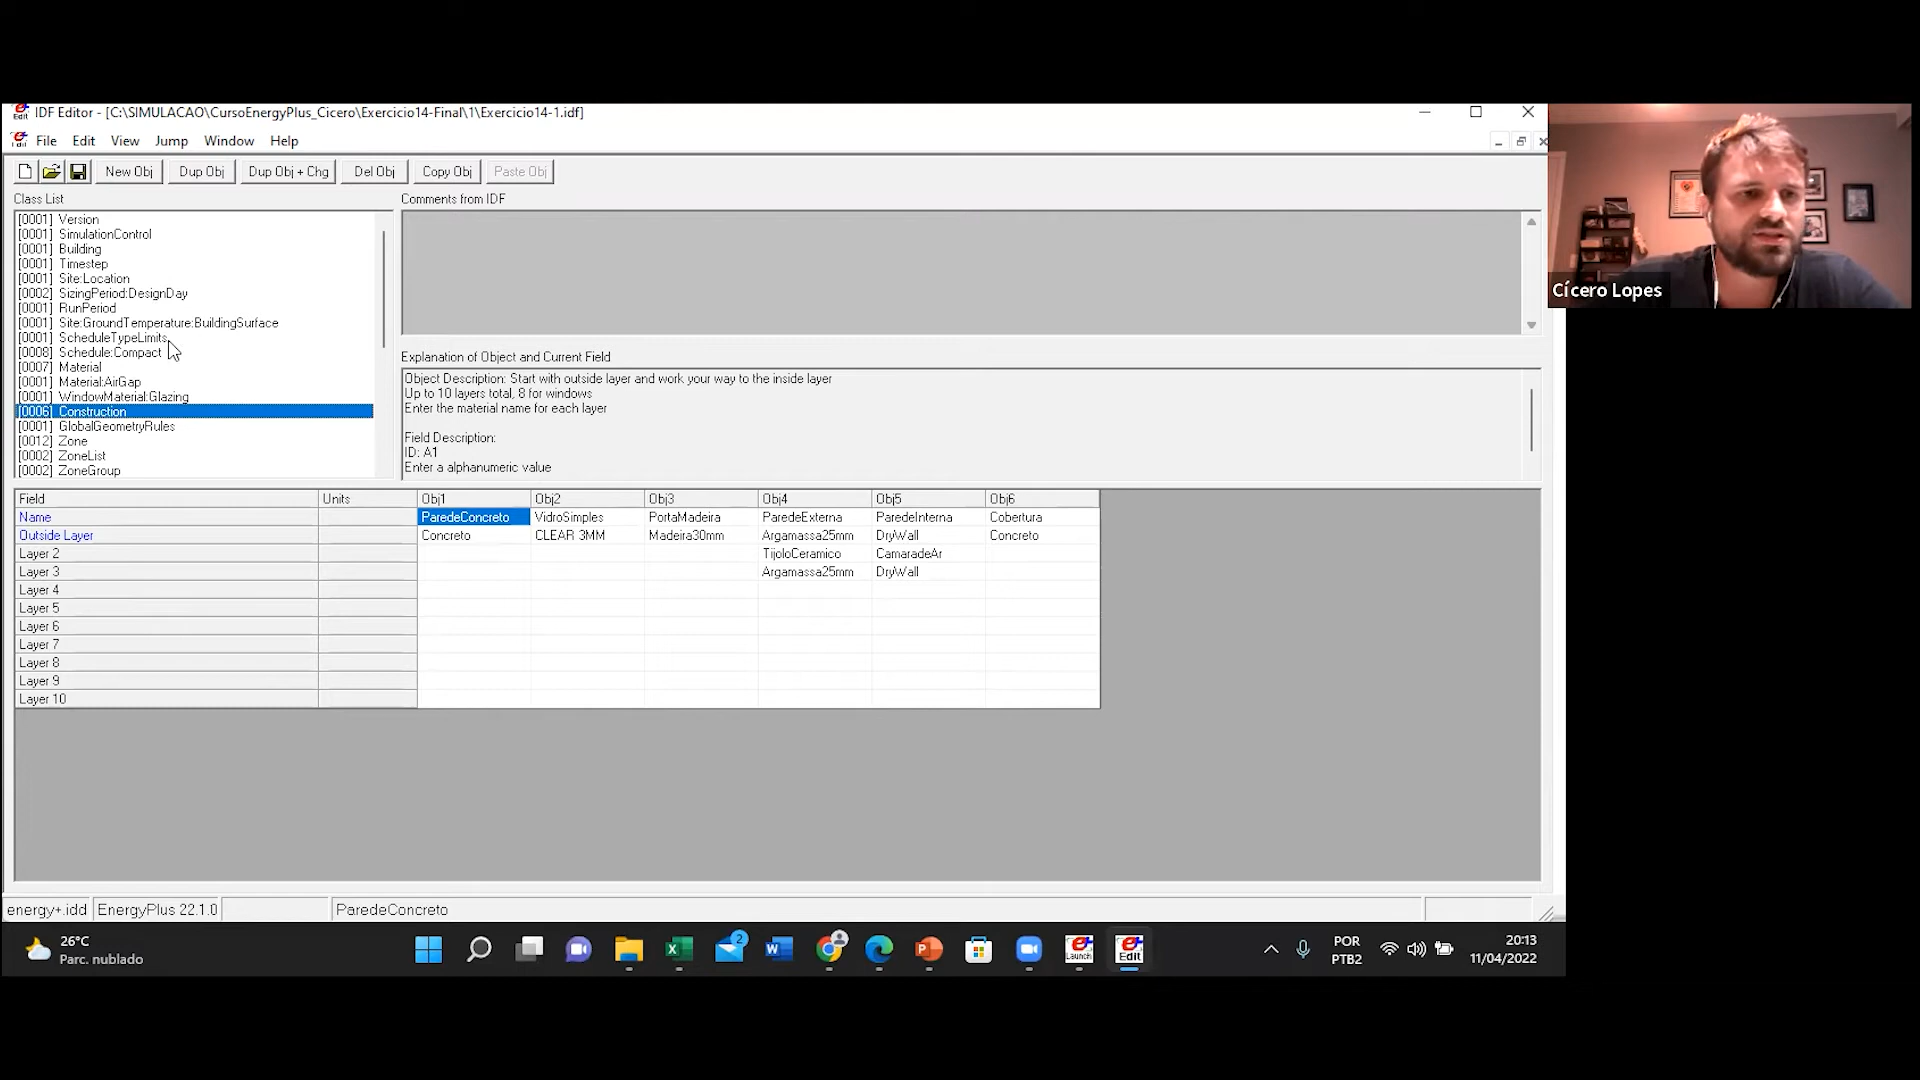 IDF Editor - [C:\SIMULACAO\CursoEnergyPlus_Cicero\Exercicio14-Final\1\Exercicio14-1.idf]
File Edit View Jump Window Help
New Obj Dup Obj Dup Obj + Chg Del Obj Copy Obj Paste Obj
Class List
[0001] Version
[0001] SimulationControl
[0001] Building
[0001] Timestep
[0001] Site:Location
[0002] SizingPeriod:DesignDay
[0001] RunPeriod
[0001] Site:GroundTemperature:BuildingSurface
[0001] ScheduleTypeLimits
[0008] Schedule:Compact
[0007] Material
[0001] Material:AirGap
[0001] WindowMaterial:Glazing
[0006] Construction
[0001] GlobalGeometryRules
[0012] Zone
[0002] ZoneList
[0002] ZoneGroup
Comments from IDF
Explanation of Object and Current Field
Object Description: Start with outside layer and work your way to the inside layer
Up to 10 layers total, 8 for windows
Enter the material name for each layer
Field Description:
ID: A1
Enter a alphanumeric value
Field Units Obj1 Obj2 Obj3 Obj4 Obj5 Obj6
Name ParedeConcreto VidroSimples PortaMadeira ParedeExterna ParedeInterna Cobertura
Outside Layer Concreto CLEAR 3MM Madeira30mm Argamassa25mm DryWall Concreto
Layer 2 TijoloCeramico CamaradeAr
Layer 3 Argamassa25mm DryWall
Layer 4
Layer 5
Layer 6
Layer 7
Layer 8
Layer 9
Layer 10
energy+.idd EnergyPlus 22.1.0 ParedeConcreto
Cícero Lopes
26°C
Parc. nublado
2
Launch
Edit
POR
PTB2
20:13
11/04/2022